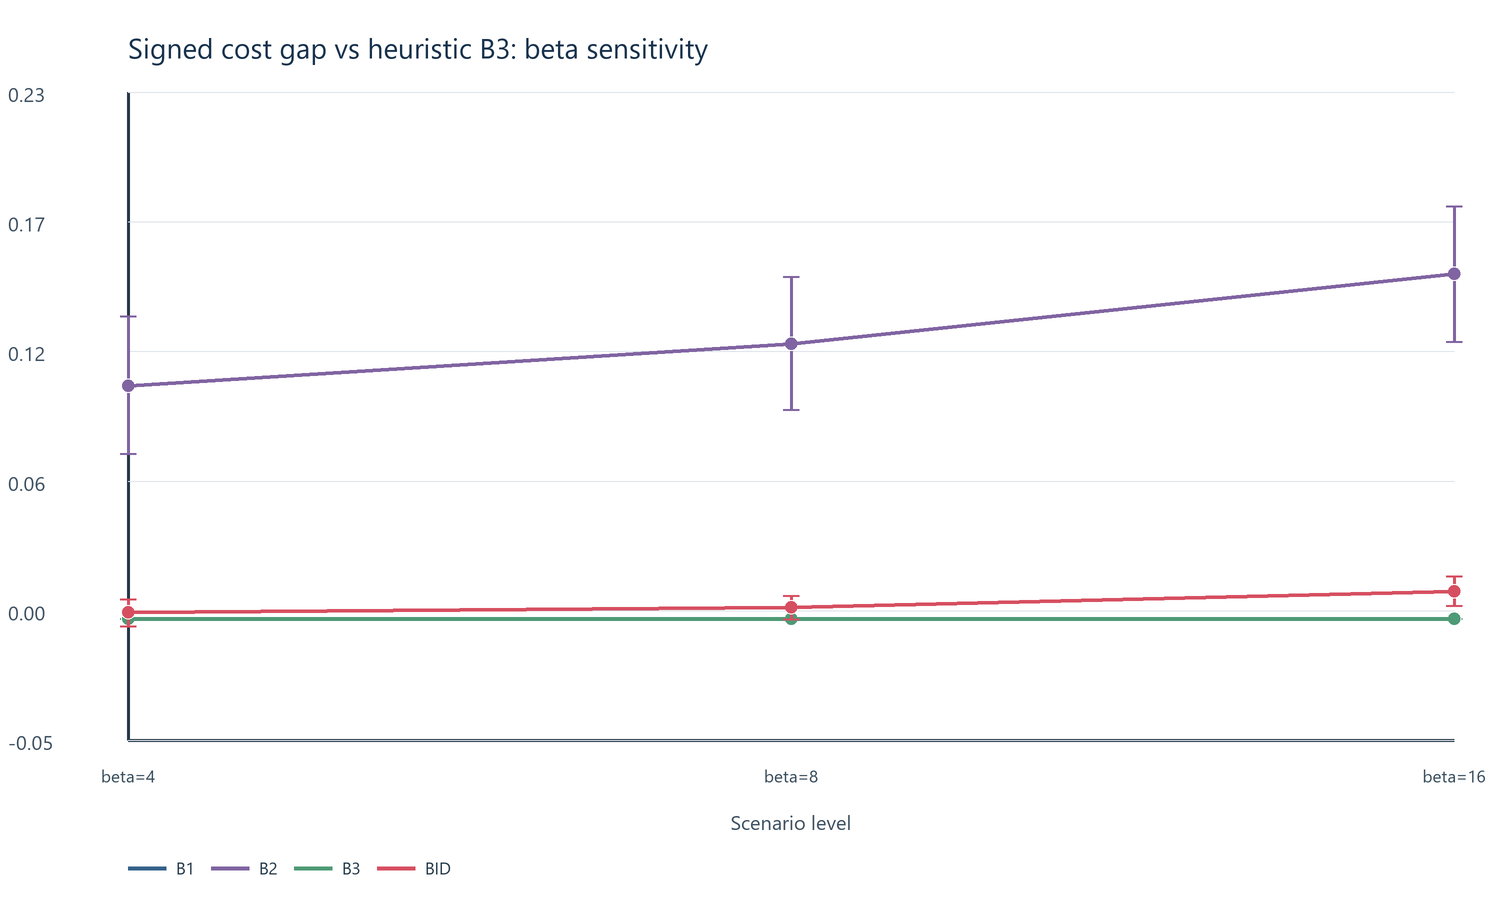 Signed cost gap vs heuristic B3: beta sensitivity
0.23
0.17
0.12
0.06
0.00
-0.05
beta=4 beta=8 beta=16
Scenario level
B1 B2 B3 BID